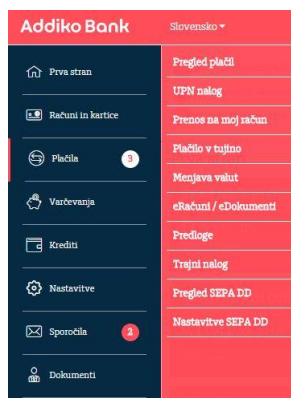 Addiko Bank
Slovensko
Prva stran
Računi in kartice
Plačila
3
Varčevanja
Krediti
Nastavitve
Sporočila
2
Dokumenti
Pregled plačil
UPN nalog
Prenos na moj račun
Plačilo v tujino
Menjava valut
eRačuni / eDokumenti
Predloge
Trajni nalog
Pregled SEPA DD
Nastavitve SEPA DD